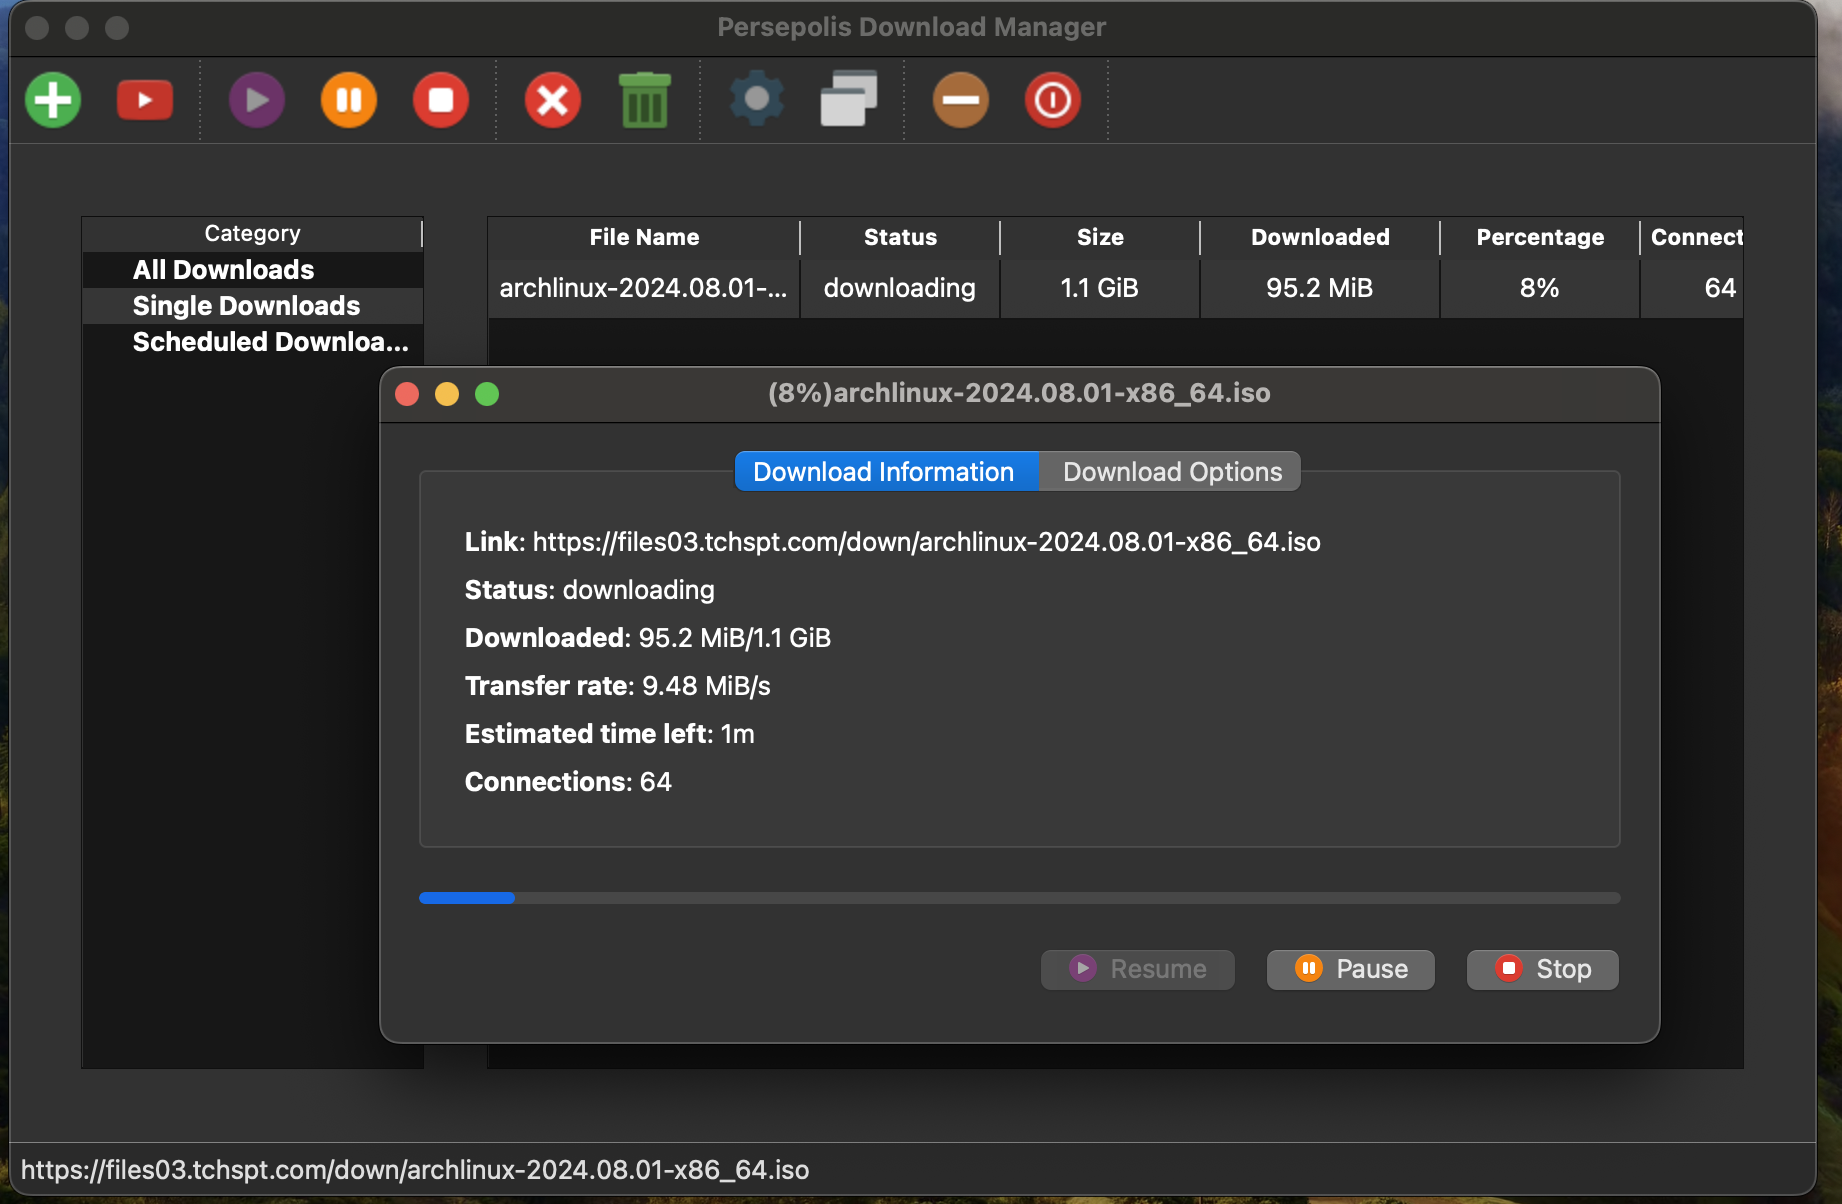 Persepolis Download Manager
Category
All Downloads
Single Downloads
Scheduled Downloa...
File Name Status Size Downloaded Percentage Connect
archlinux-2024.08.01-... downloading 1.1 GiB 95.2 MiB 8% 64
(8%)archlinux-2024.08.01-x86_64.iso
Download Information Download Options
Link: https://files03.tchspt.com/down/archlinux-2024.08.01-x86_64.iso
Status: downloading
Downloaded: 95.2 MiB/1.1 GiB
Transfer rate: 9.48 MiB/s
Estimated time left: 1m
Connections: 64
Resume Pause Stop
https://files03.tchspt.com/down/archlinux-2024.08.01-x86_64.iso